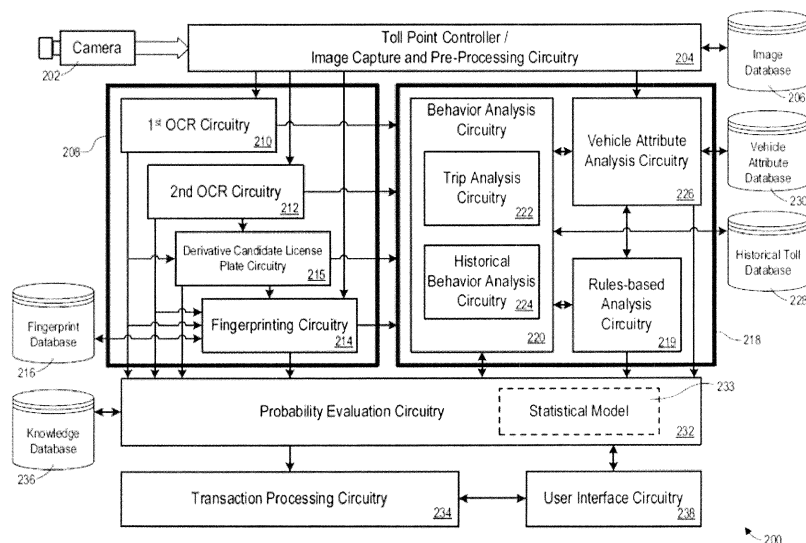 Camera
202
Toll Point Controller /
Image Capture and Pre-Processing Circuitry
204
Image
Database
206
208
1st OCR Circuitry
210
2nd OCR Circuitry
212
Derivative Candidate License
Plate Circuitry
215
Fingerprinting Circuitry
214
Fingerprint
Database
216
Behavior Analysis
Circuitry
Trip Analysis
Circuitry
222
Historical
Behavior Analysis
Circuitry
224
220
Vehicle Attribute
Analysis Circuitry
226
Rules-based
Analysis
Circuitry
219
218
Vehicle
Attribute
Database
230
Historical Toll
Database
228
Probability Evaluation Circuitry
Statistical Model
233
232
Knowledge
Database
236
Transaction Processing Circuitry
234
User Interface Circuitry
238
200